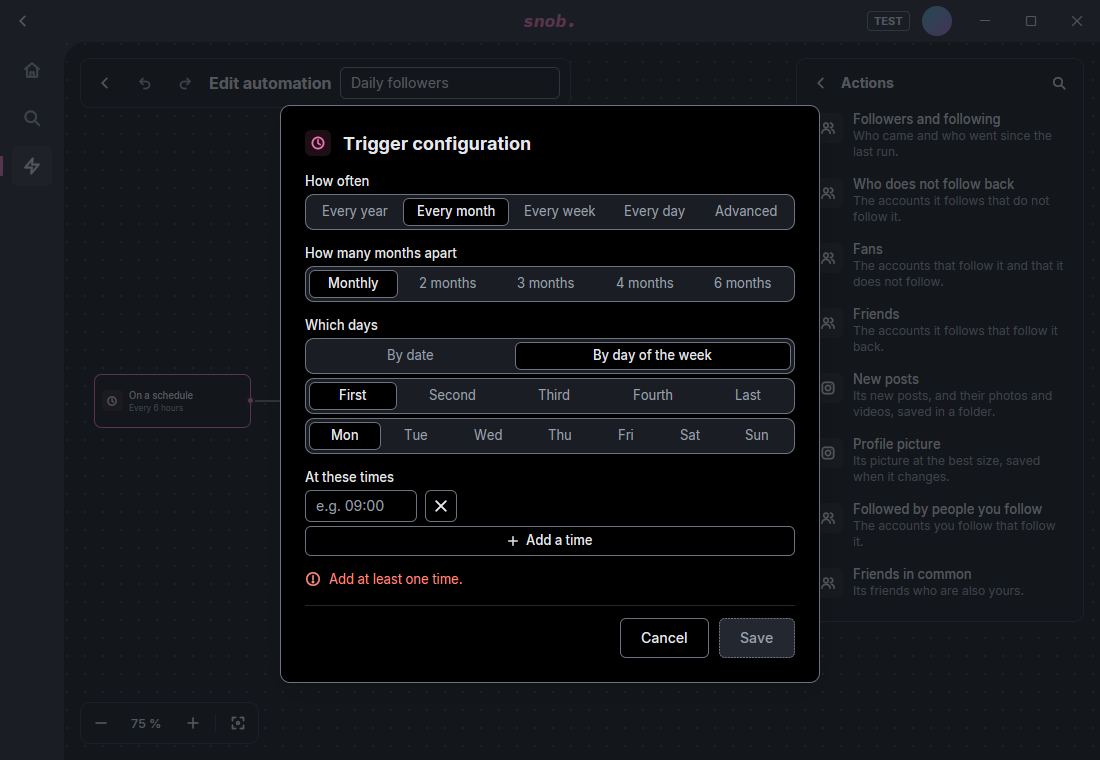 snob.
TEST
Edit automation
Daily followers
Actions
Followers and following
Who came and who went since the
last run.
Who does not follow back
The accounts it follows that do not
follow it.
Fans
The accounts that follow it and that it
does not follow.
Friends
The accounts it follows that follow it
back.
New posts
Its new posts, and their photos and
videos, saved in a folder.
Profile picture
Its picture at the best size, saved
when it changes.
Followed by people you follow
The accounts you follow that follow
it.
Friends in common
Its friends who are also yours.
On a schedule
Every 6 hours
75 %
Trigger configuration
How often
Every year Every month Every week Every day Advanced
How many months apart
Monthly 2 months 3 months 4 months 6 months
Which days
By date By day of the week
First Second Third Fourth Last
Mon Tue Wed Thu Fri Sat Sun
At these times
e.g. 09:00
Add a time
Add at least one time.
Cancel Save